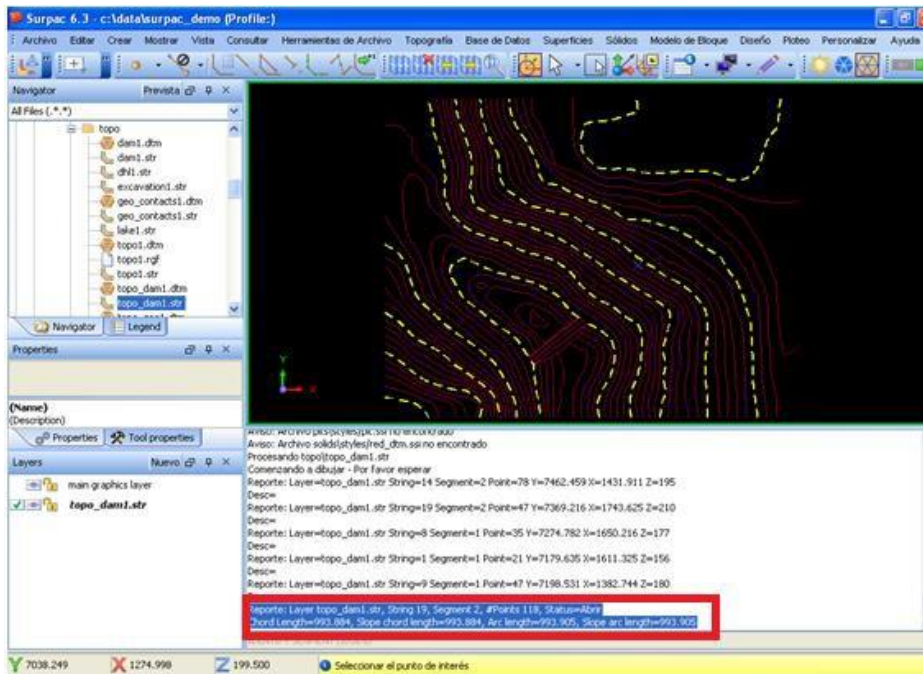 Surpac 6.3 - c:\data\surpac_demo (Profile:)
Archivo Editar Crear Mostrar Vista Consultar Herramientas de Archivo Topografía Base de Datos Superficies Sólidos Modelo de Bloque Diseño Ploteo Personalizar Ayuda
Navigator Prevista
All Files (.*.*)
topo
dam1.dtm
dam1.str
dhl1.str
excavation1.str
geo_contacts1.dtm
geo_contacts1.str
lake1.str
topo1.dtm
topo1.rgf
topo1.str
topo_dam1.dtm
topo_dam1.str
Navigator Legend
Properties
(Name)
(Description)
Properties Tool properties
Layers Nuevo
main graphics layer
topo_dam1.str
Y
X
Aviso: Archivo solids\styles/red_dtm.ssi no encontrado
Procesando topo\topo_dam1.str
Comenzando a dibujar - Por favor esperar
Reporte: Layer=topo_dam1.str String=14 Segment=2 Point=78 Y=7462.459 X=1431.911 Z=195
Desc=
Reporte: Layer=topo_dam1.str String=19 Segment=2 Point=47 Y=7369.216 X=1743.625 Z=210
Desc=
Reporte: Layer=topo_dam1.str String=8 Segment=1 Point=35 Y=7274.782 X=1650.216 Z=177
Desc=
Reporte: Layer=topo_dam1.str String=1 Segment=1 Point=21 Y=7179.635 X=1611.325 Z=156
Desc=
Reporte: Layer=topo_dam1.str String=9 Segment=1 Point=47 Y=7198.531 X=1382.744 Z=180
Reporte: Layer topo_dam1.str, String 19, Segment 2, #Points 118, Status=Abrir
Chord Length=993.884, Slope chord length=993.884, Arc length=993.905, Slope arc length=993.905
Y 7038.249 X 1274.998 Z 199.500 Seleccionar el punto de interés